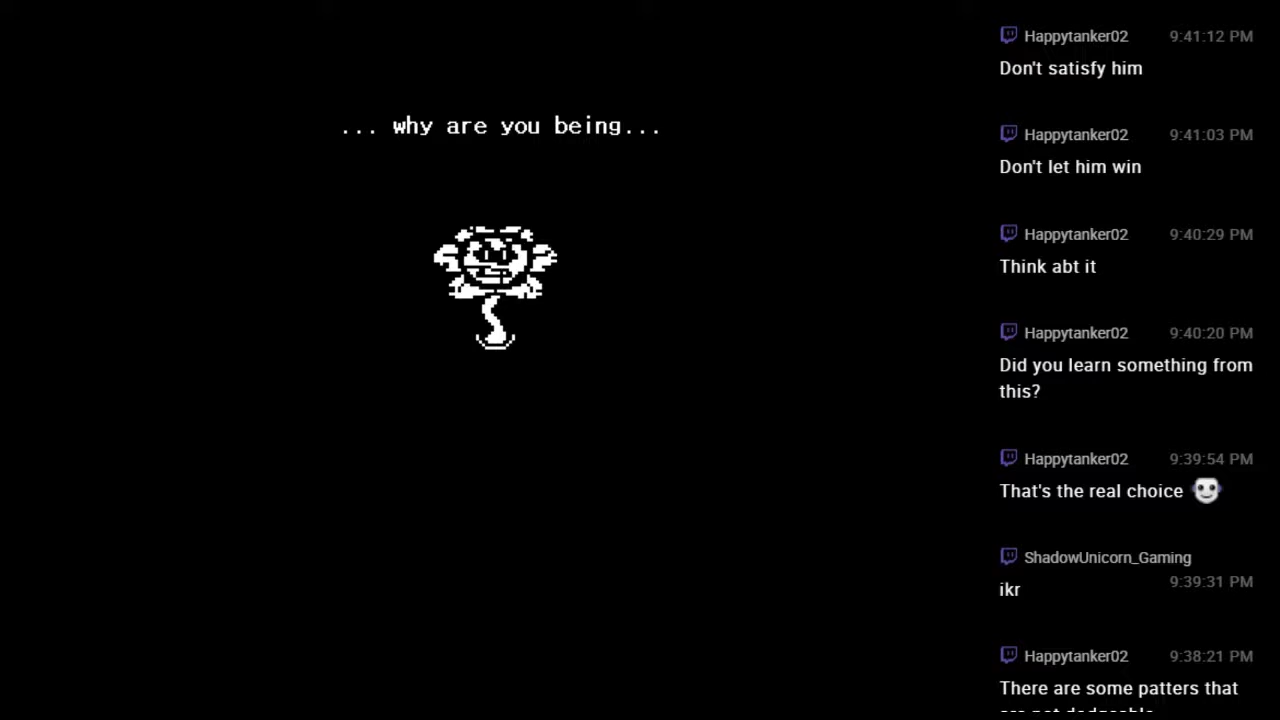 ... why are you being...
Happytanker02 9:41:12 PM
Don't satisfy him
Happytanker02 9:41:03 PM
Don't let him win
Happytanker02 9:40:29 PM
Think abt it
Happytanker02 9:40:20 PM
Did you learn something from
this?
Happytanker02 9:39:54 PM
That's the real choice
ShadowUnicorn_Gaming
9:39:31 PM
ikr
Happytanker02 9:38:21 PM
There are some patters that
are not dodgeable